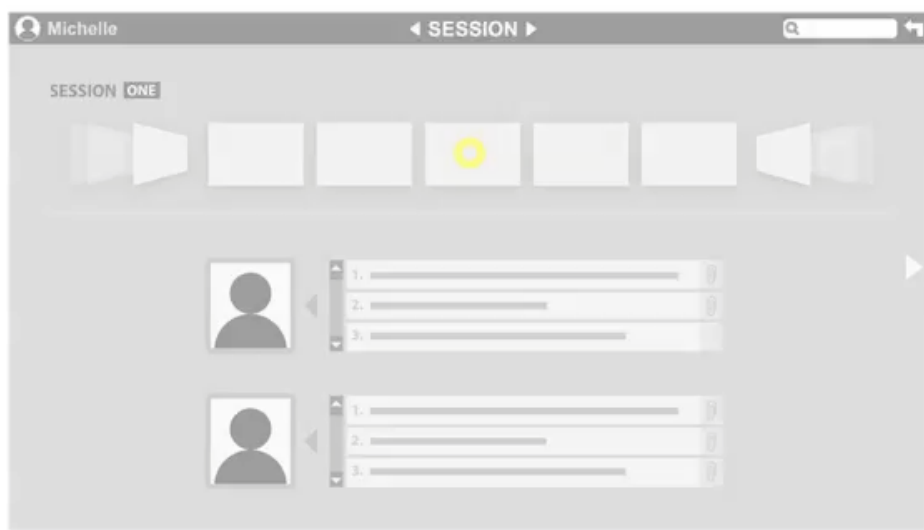 Michelle
SESSION
SESSION ONE
1.
2.
3.
1.
2.
3.